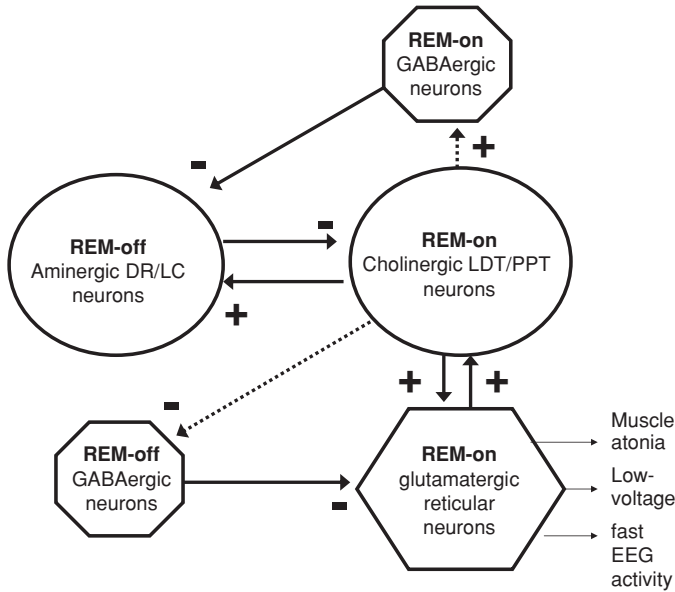 REM-on
GABAergic
neurons
-
+
REM-off
Aminergic DR/LC
neurons
-
+
REM-on
Cholinergic LDT/PPT
neurons
-
+
+
REM-off
GABAergic
neurons
-
REM-on
glutamatergic
reticular
neurons
Muscle
atonia
Low-
voltage
fast
EEG
activity